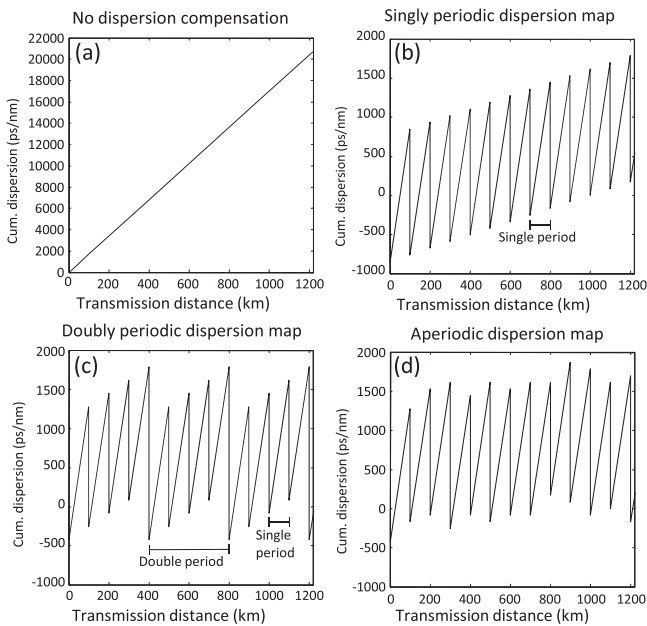 No dispersion compensation
(a)
Cum. dispersion (ps/nm)
22000
20000
18000
16000
14000
12000
10000
8000
6000
4000
2000
0
0 200 400 600 800 1000 1200
Transmission distance (km)
Singly periodic dispersion map
(b)
Cum. dispersion (ps/nm)
2000
1500
1000
500
0
-500
-1000
Single period
0 200 400 600 800 1000 1200
Transmission distance (km)
Doubly periodic dispersion map
(c)
Cum. dispersion (ps/nm)
2000
1500
1000
500
0
-500
-1000
Double period
Single
period
0 200 400 600 800 1000 1200
Transmission distance (km)
Aperiodic dispersion map
(d)
Cum. dispersion (ps/nm)
2000
1500
1000
500
0
-500
-1000
0 200 400 600 800 1000 1200
Transmission distance (km)